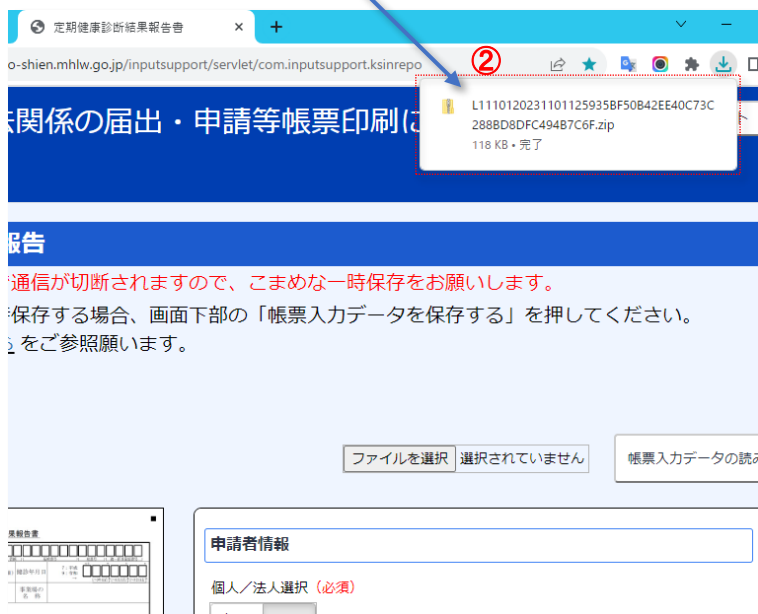 定期健康診断結果報告書
o-shien.mhlw.go.jp/inputsupport/servlet/com.inputsupport.ksinrepo
②
関係の届出・申請等帳票印刷に
L1110120231101125935BF50B42EE40C73C
288BD8DFC494B7C6F.zip
118 KB • 完了
報告
通信が切断されますので、こまめな一時保存をお願いします。
保存する場合、画面下部の「帳票入力データを保存する」を押してください。
をご参照願います。
ファイルを選択 選択されていません
帳票入力データの読み
果報告書
申請者情報
個人／法人選択（必須）